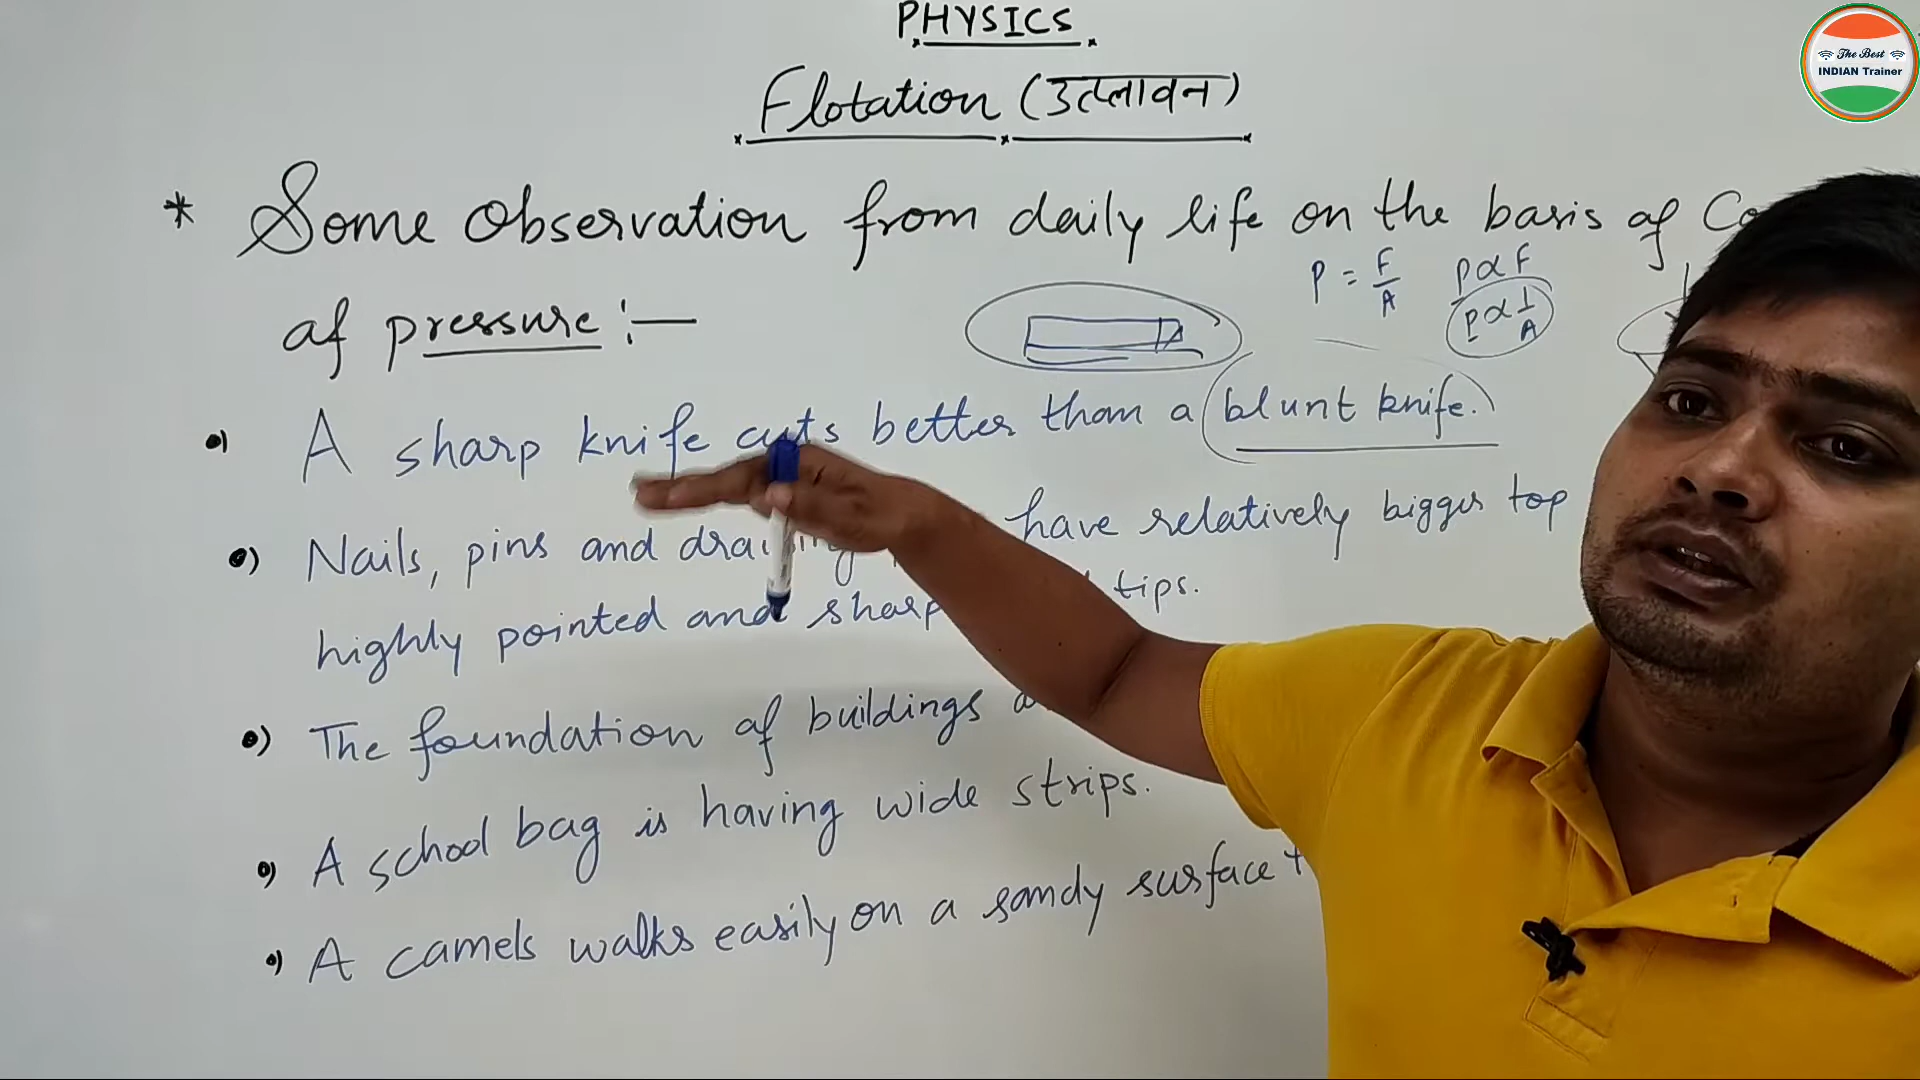 PHYSICS
Flotation (उत्प्लावन)
The Best
INDIAN Trainer
* Some observation from daily life on the basis of
of pressure :—
P = F/A P ∝ F
P ∝ 1/A
•) A sharp knife cuts better than a blunt knife.
•) Nails, pins and have relatively bigger top
highly pointed and sharp tips.
•) The foundation of buildings
•) A school bag is having wide strips.
•) A camels walks easily on a sandy surface